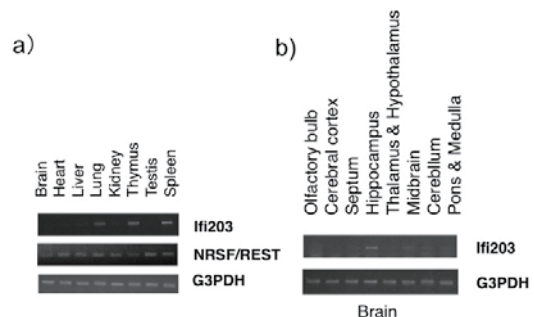 a)
Brain
Heart
Liver
Lung
Kidney
Thymus
Testis
Spleen
Ifi203
NRSF/REST
G3PDH
b)
Olfactory bulb
Cerebral cortex
Septum
Hippocampus
Thalamus & Hypothalamus
Midbrain
Cerebllum
Pons & Medulla
Ifi203
G3PDH
Brain